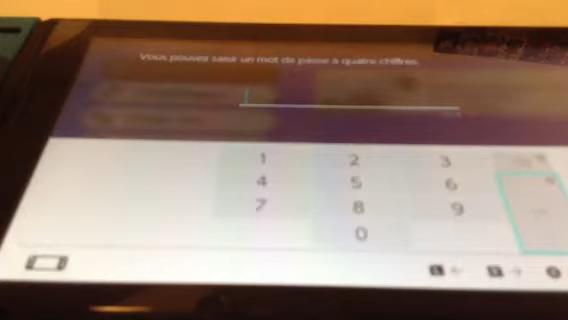 Vous pouvez saisir un mot de passe à quatre chiffres.
1 2 3
4 5 6
7 8 9
0